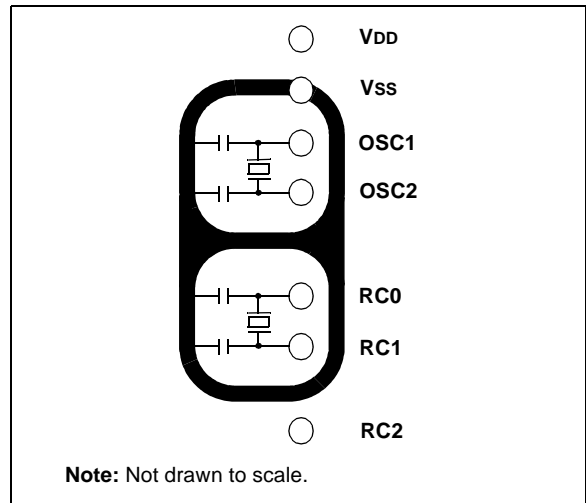 VDD
VSS
OSC1
OSC2
RC0
RC1
RC2
Note: Not drawn to scale.